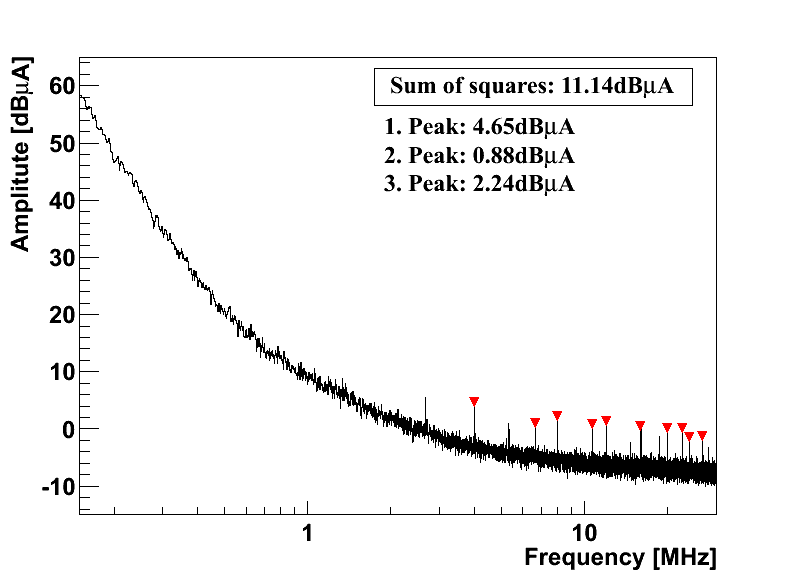 Sum of squares: 11.14dBμA
1. Peak: 4.65dBμA
2. Peak: 0.88dBμA
3. Peak: 2.24dBμA
Amplitute [dBμA]
60
50
40
30
20
10
0
-10
1
10
Frequency [MHz]